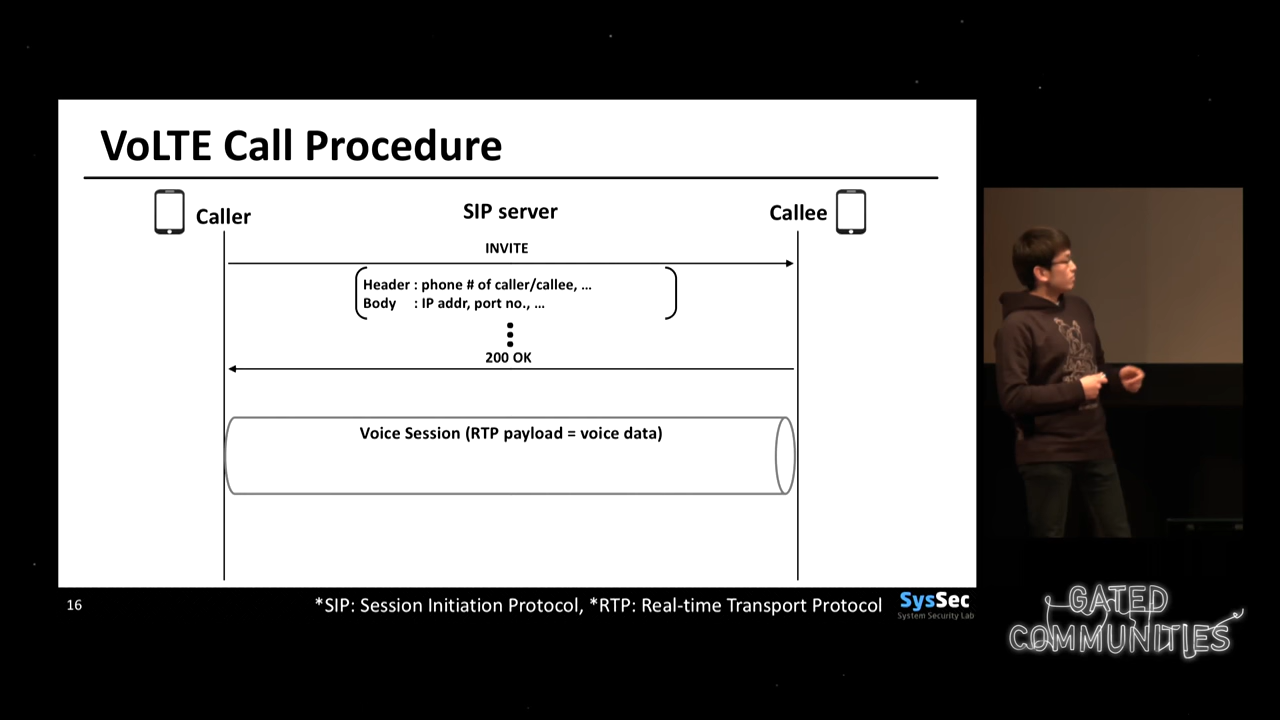 VoLTE Call Procedure
Caller
SIP server
Callee
INVITE
Header : phone # of caller/callee, ...
Body : IP addr, port no., ...
200 OK
Voice Session (RTP payload = voice data)
16
*SIP: Session Initiation Protocol, *RTP: Real-time Transport Protocol
SysSec
System Security Lab
GATED
COMMUNITIES